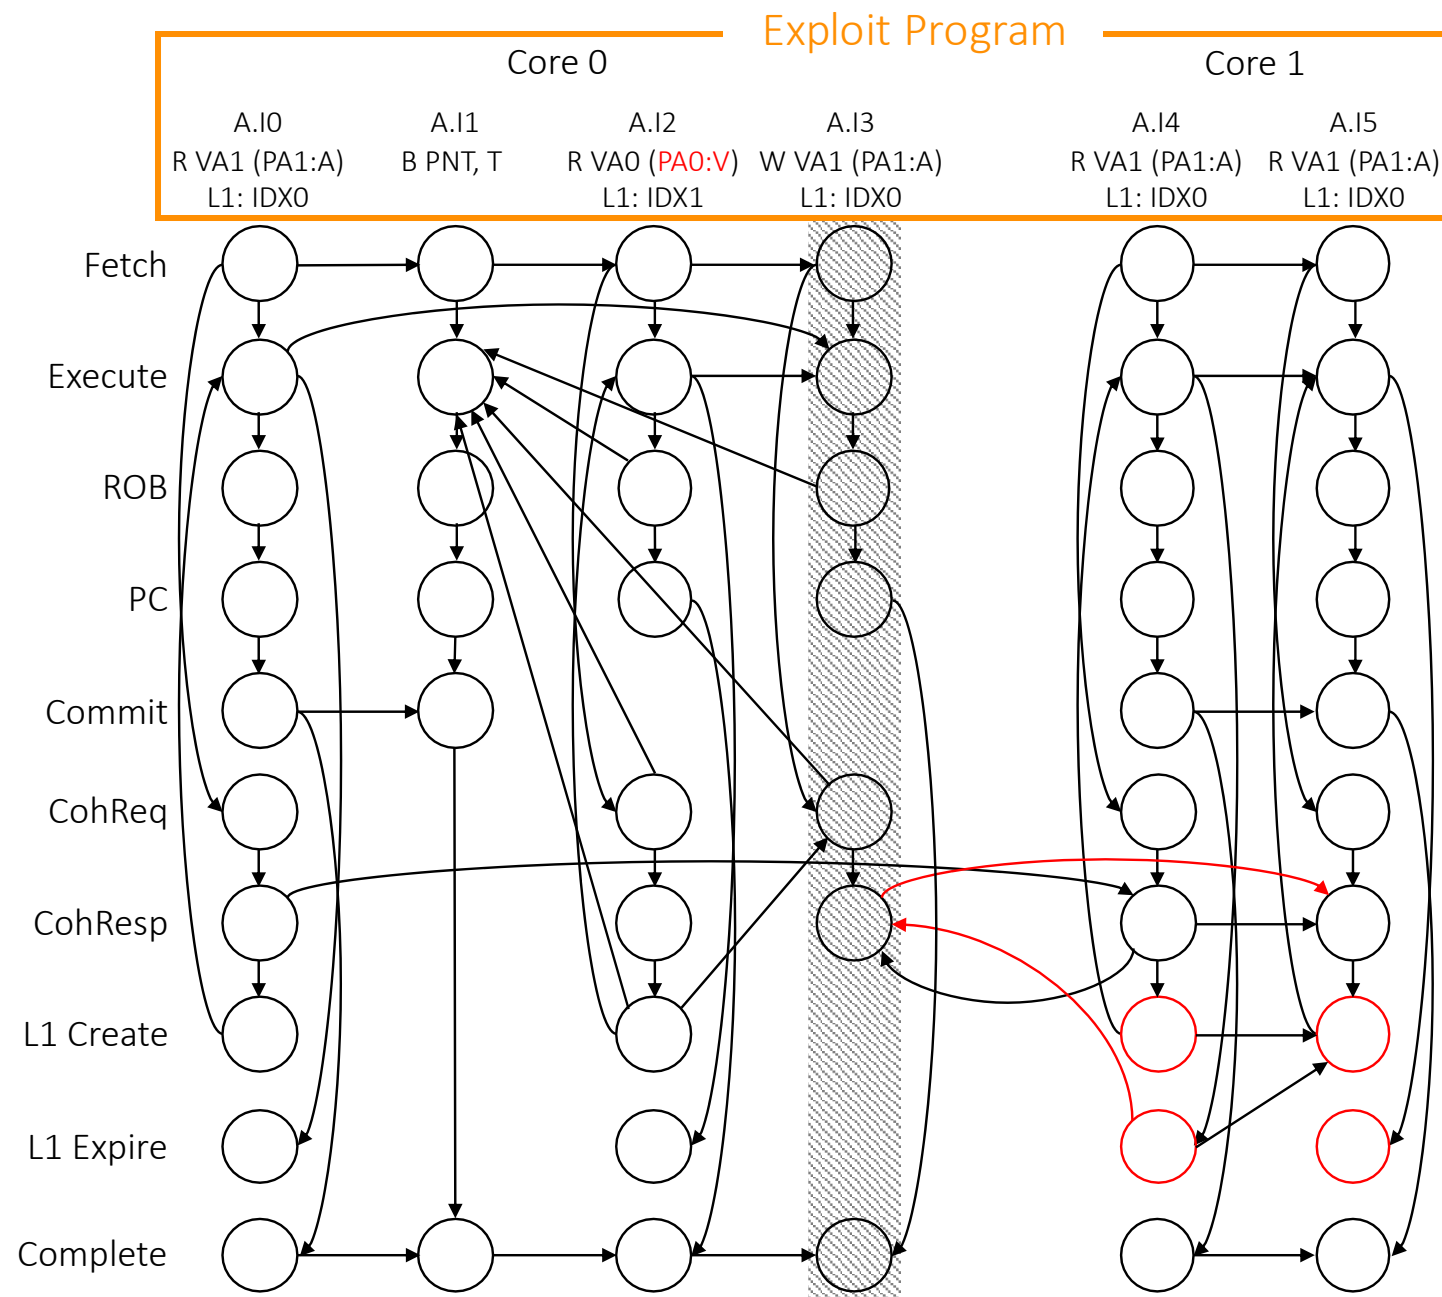 Exploit Program
Core 0 Core 1
A.I0 A.I1 A.I2 A.I3 A.I4 A.I5
R VA1 (PA1:A) B PNT, T R VA0 (PA0:V) W VA1 (PA1:A) R VA1 (PA1:A) R VA1 (PA1:A)
L1: IDX0 L1: IDX1 L1: IDX0 L1: IDX0 L1: IDX0
Fetch
Execute
ROB
PC
Commit
CohReq
CohResp
L1 Create
L1 Expire
Complete